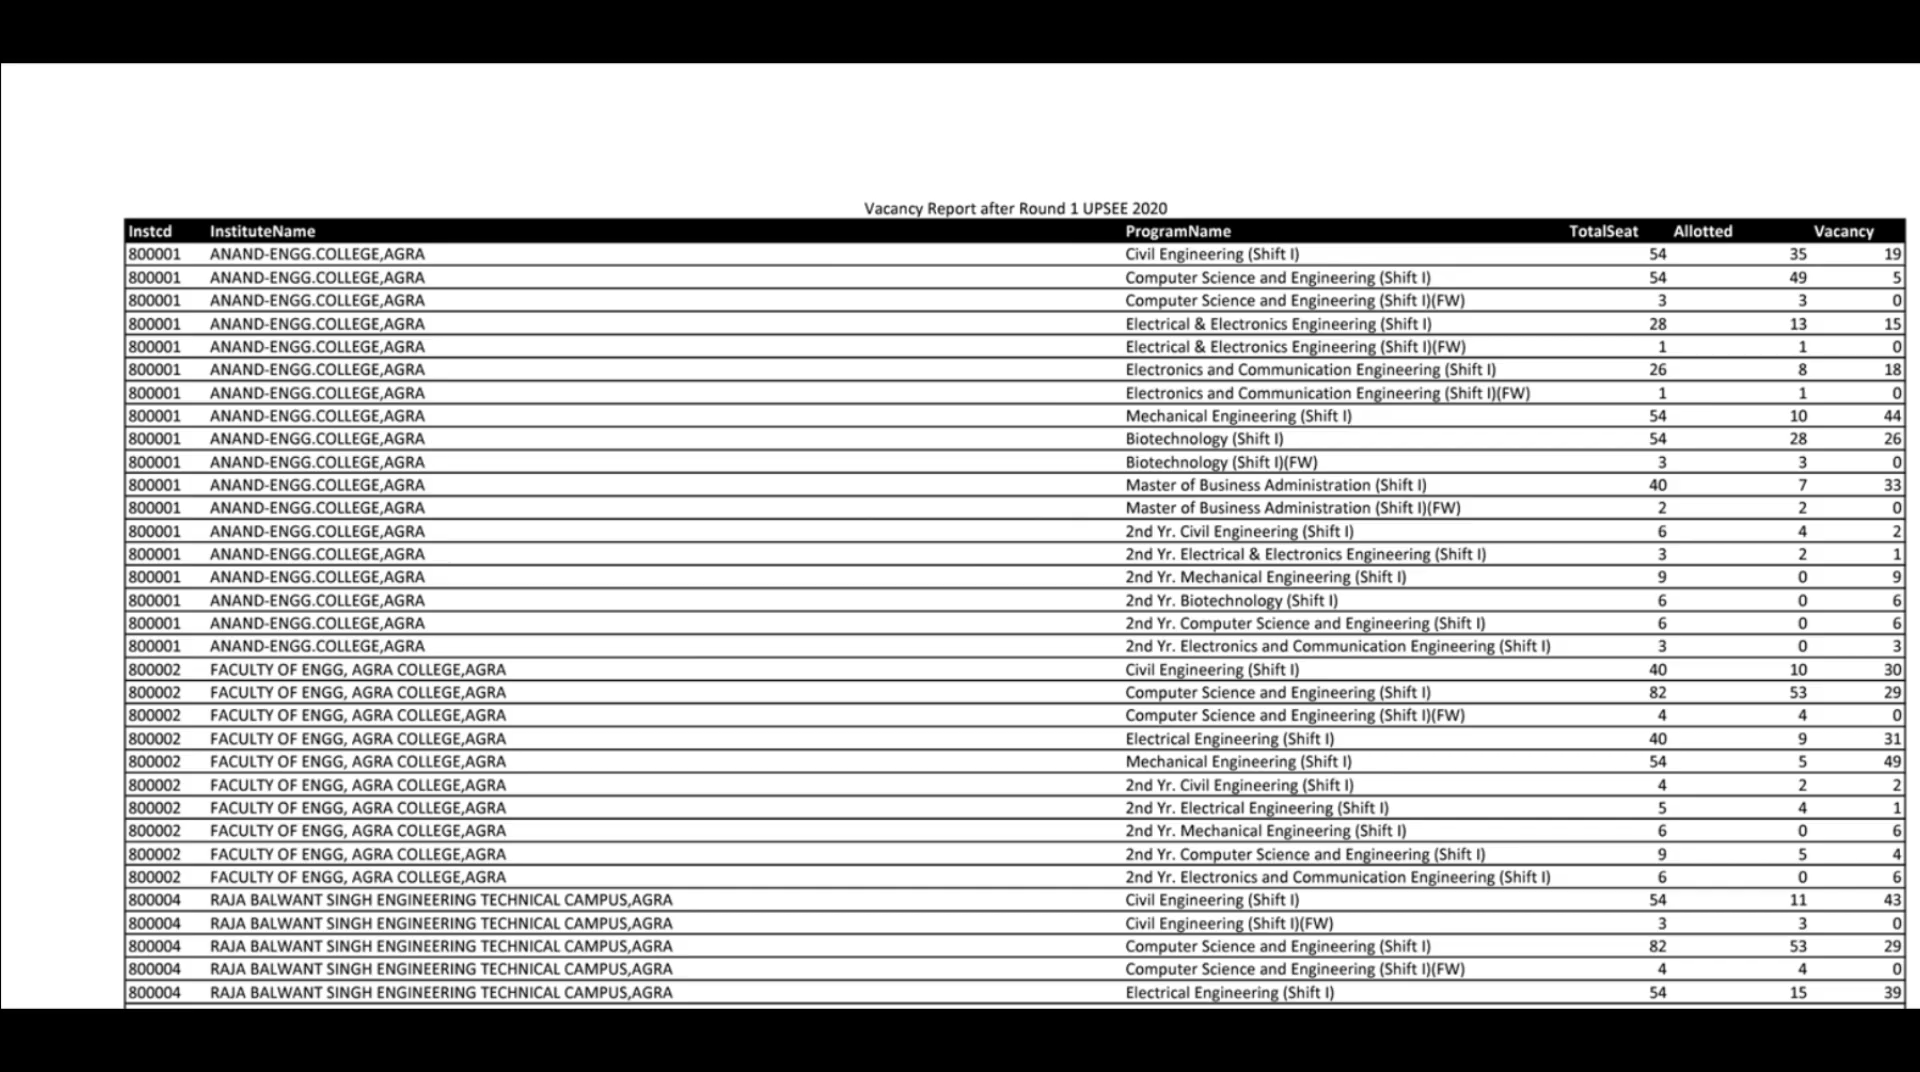 Vacancy Report after Round 1 UPSEE 2020
Instcd InstituteName ProgramName TotalSeat Allotted Vacancy
800001 ANAND-ENGG.COLLEGE,AGRA Civil Engineering (Shift I) 54 35 19
800001 ANAND-ENGG.COLLEGE,AGRA Computer Science and Engineering (Shift I) 54 49 5
800001 ANAND-ENGG.COLLEGE,AGRA Computer Science and Engineering (Shift I)(FW) 3 3 0
800001 ANAND-ENGG.COLLEGE,AGRA Electrical & Electronics Engineering (Shift I) 28 13 15
800001 ANAND-ENGG.COLLEGE,AGRA Electrical & Electronics Engineering (Shift I)(FW) 1 1 0
800001 ANAND-ENGG.COLLEGE,AGRA Electronics and Communication Engineering (Shift I) 26 8 18
800001 ANAND-ENGG.COLLEGE,AGRA Electronics and Communication Engineering (Shift I)(FW) 1 1 0
800001 ANAND-ENGG.COLLEGE,AGRA Mechanical Engineering (Shift I) 54 10 44
800001 ANAND-ENGG.COLLEGE,AGRA Biotechnology (Shift I) 54 28 26
800001 ANAND-ENGG.COLLEGE,AGRA Biotechnology (Shift I)(FW) 3 3 0
800001 ANAND-ENGG.COLLEGE,AGRA Master of Business Administration (Shift I) 40 7 33
800001 ANAND-ENGG.COLLEGE,AGRA Master of Business Administration (Shift I)(FW) 2 2 0
800001 ANAND-ENGG.COLLEGE,AGRA 2nd Yr. Civil Engineering (Shift I) 6 4 2
800001 ANAND-ENGG.COLLEGE,AGRA 2nd Yr. Electrical & Electronics Engineering (Shift I) 3 2 1
800001 ANAND-ENGG.COLLEGE,AGRA 2nd Yr. Mechanical Engineering (Shift I) 9 0 9
800001 ANAND-ENGG.COLLEGE,AGRA 2nd Yr. Biotechnology (Shift I) 6 0 6
800001 ANAND-ENGG.COLLEGE,AGRA 2nd Yr. Computer Science and Engineering (Shift I) 6 0 6
800001 ANAND-ENGG.COLLEGE,AGRA 2nd Yr. Electronics and Communication Engineering (Shift I) 3 0 3
800002 FACULTY OF ENGG, AGRA COLLEGE,AGRA Civil Engineering (Shift I) 40 10 30
800002 FACULTY OF ENGG, AGRA COLLEGE,AGRA Computer Science and Engineering (Shift I) 82 53 29
800002 FACULTY OF ENGG, AGRA COLLEGE,AGRA Computer Science and Engineering (Shift I)(FW) 4 4 0
800002 FACULTY OF ENGG, AGRA COLLEGE,AGRA Electrical Engineering (Shift I) 40 9 31
800002 FACULTY OF ENGG, AGRA COLLEGE,AGRA Mechanical Engineering (Shift I) 54 5 49
800002 FACULTY OF ENGG, AGRA COLLEGE,AGRA 2nd Yr. Civil Engineering (Shift I) 4 2 2
800002 FACULTY OF ENGG, AGRA COLLEGE,AGRA 2nd Yr. Electrical Engineering (Shift I) 5 4 1
800002 FACULTY OF ENGG, AGRA COLLEGE,AGRA 2nd Yr. Mechanical Engineering (Shift I) 6 0 6
800002 FACULTY OF ENGG, AGRA COLLEGE,AGRA 2nd Yr. Computer Science and Engineering (Shift I) 9 5 4
800002 FACULTY OF ENGG, AGRA COLLEGE,AGRA 2nd Yr. Electronics and Communication Engineering (Shift I) 6 0 6
800004 RAJA BALWANT SINGH ENGINEERING TECHNICAL CAMPUS,AGRA Civil Engineering (Shift I) 54 11 43
800004 RAJA BALWANT SINGH ENGINEERING TECHNICAL CAMPUS,AGRA Civil Engineering (Shift I)(FW) 3 3 0
800004 RAJA BALWANT SINGH ENGINEERING TECHNICAL CAMPUS,AGRA Computer Science and Engineering (Shift I) 82 53 29
800004 RAJA BALWANT SINGH ENGINEERING TECHNICAL CAMPUS,AGRA Computer Science and Engineering (Shift I)(FW) 4 4 0
800004 RAJA BALWANT SINGH ENGINEERING TECHNICAL CAMPUS,AGRA Electrical Engineering (Shift I) 54 15 39